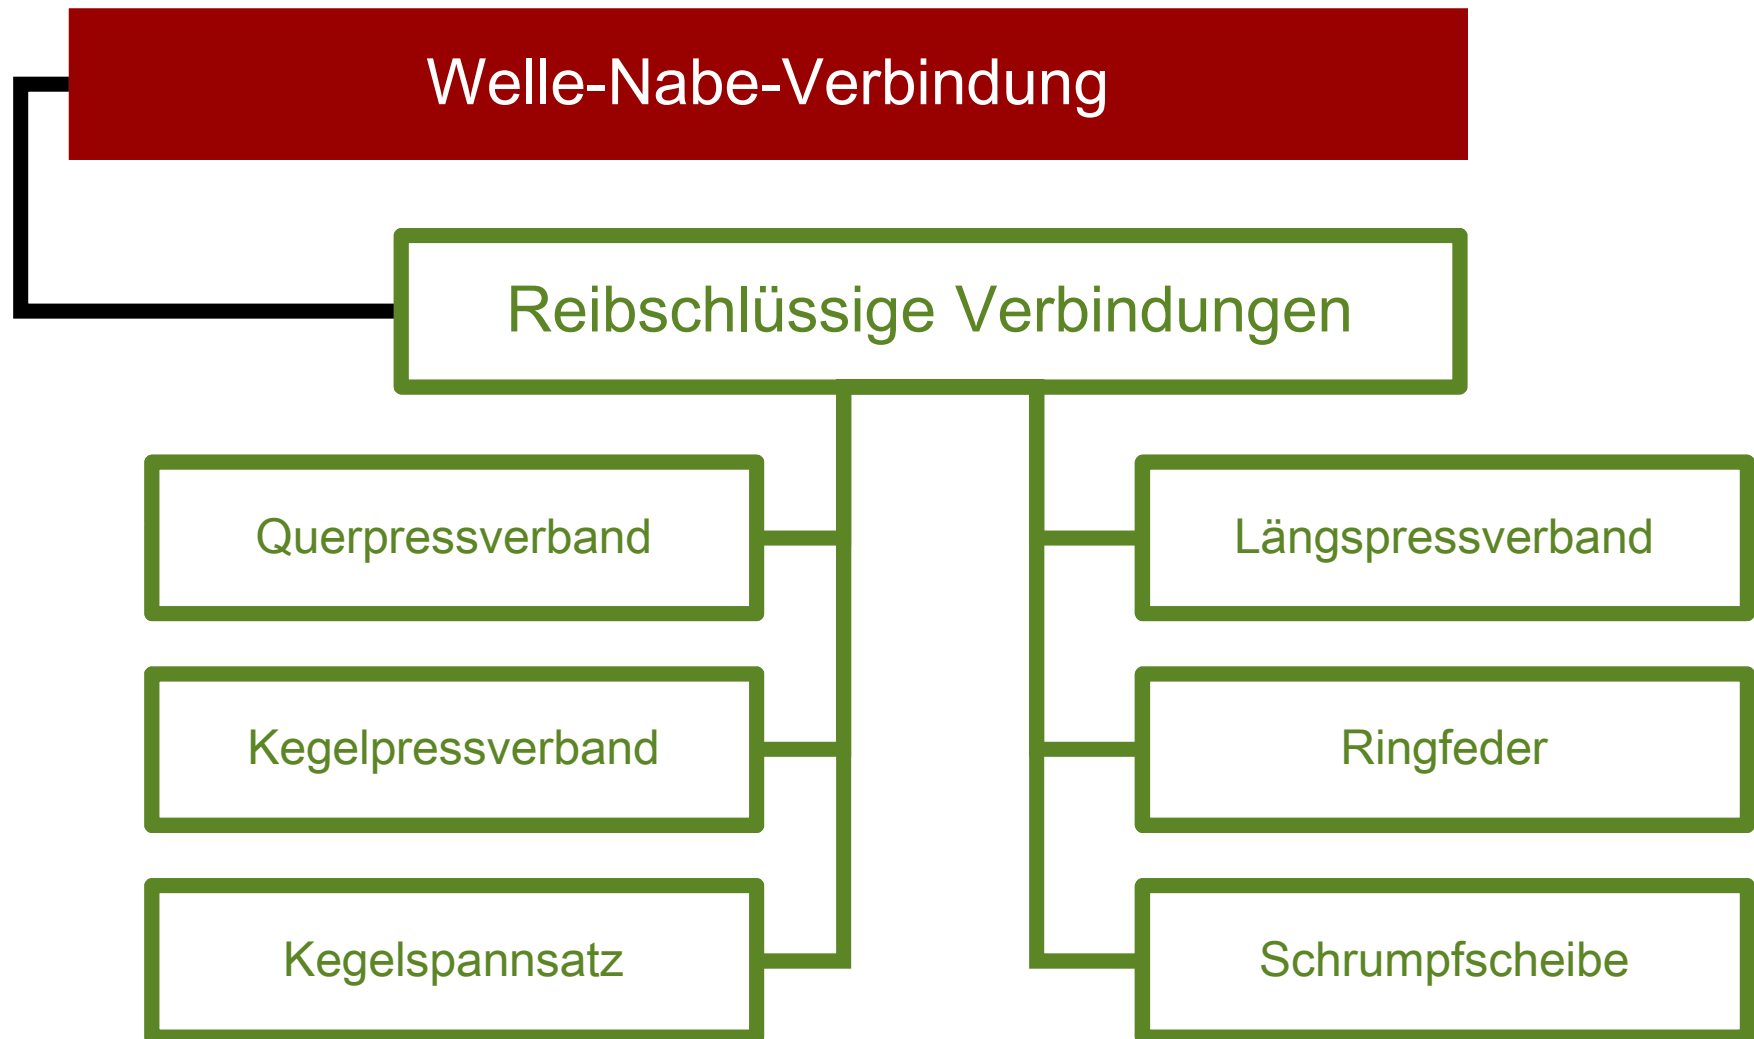 Welle-Nabe-Verbindung
Reibschlüssige Verbindungen
Querpressverband
Längspressverband
Kegelpressverband
Ringfeder
Kegelspannsatz
Schrumpfscheibe